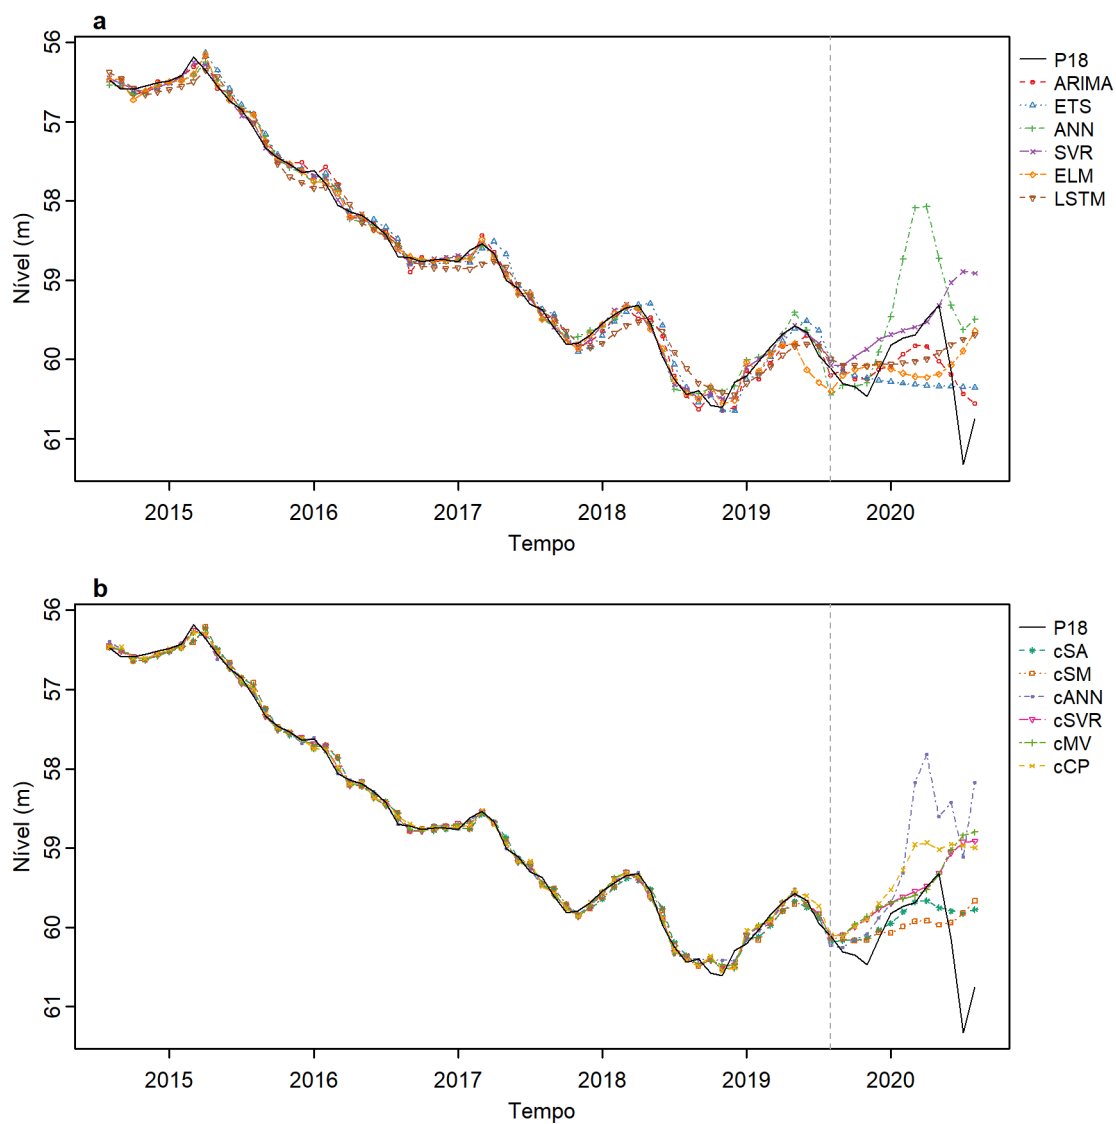 a
56
57
58
59
60
61
Nível (m)
2015
2016
2017
2018
2019
2020
Tempo
P18
ARIMA
ETS
ANN
SVR
ELM
LSTM
b
56
57
58
59
60
61
Nível (m)
2015
2016
2017
2018
2019
2020
Tempo
P18
cSA
cSM
cANN
cSVR
cMV
cCP